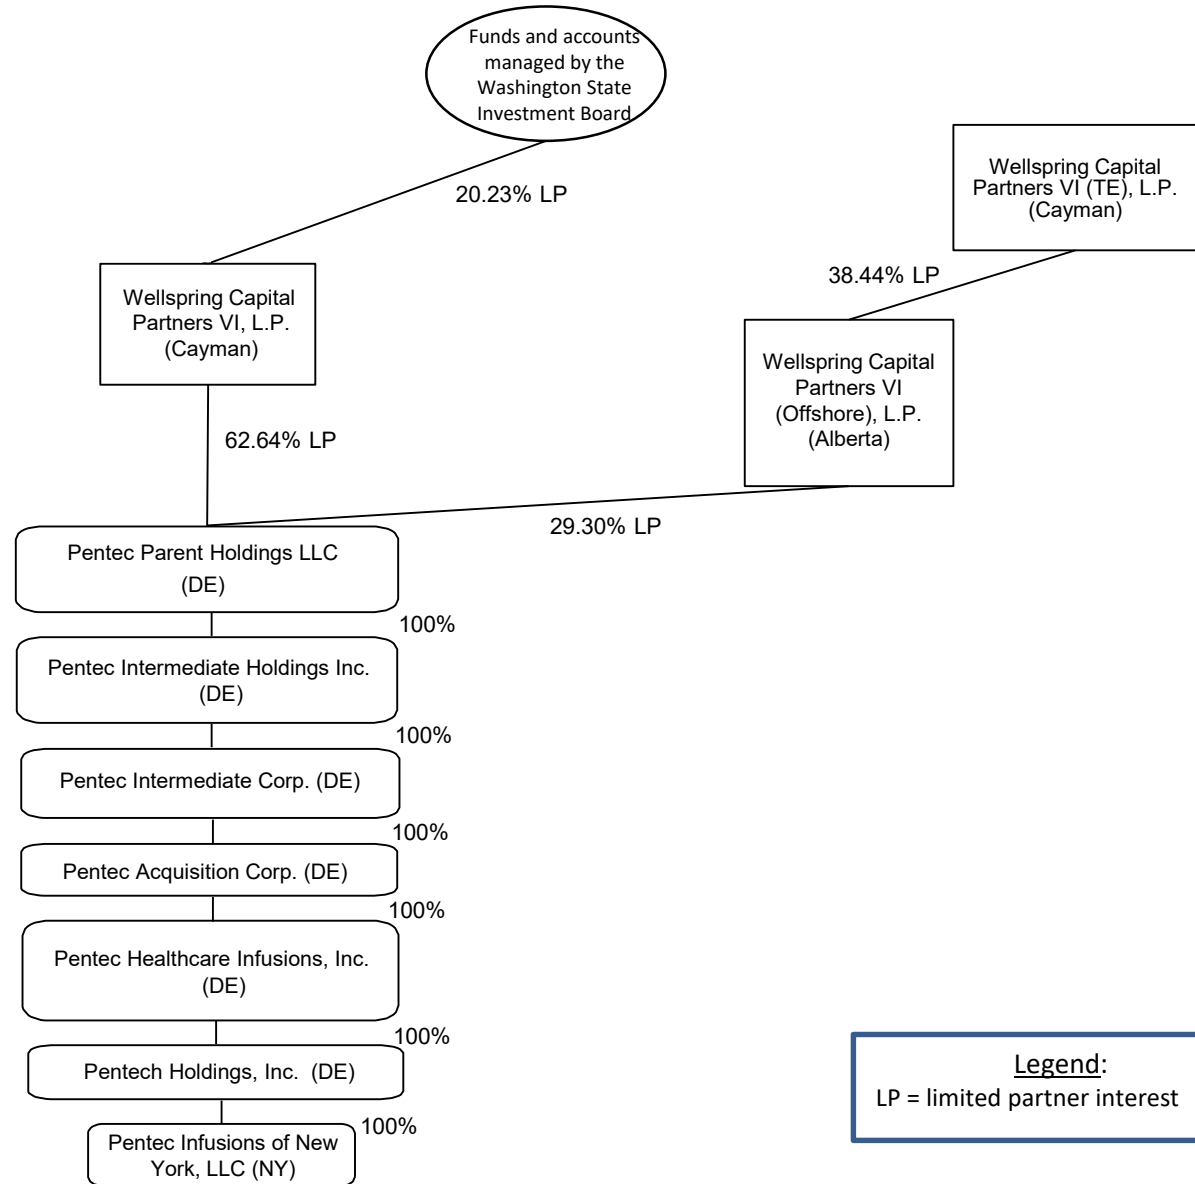 Funds and accounts
managed by the
Washington State
Investment Board
20.23% LP
Wellspring Capital
Partners VI (TE), L.P.
(Cayman)
38.44% LP
Wellspring Capital
Partners VI, L.P.
(Cayman)
Wellspring Capital
Partners VI
(Offshore), L.P.
(Alberta)
62.64% LP
29.30% LP
Pentec Parent Holdings LLC
(DE)
100%
Pentec Intermediate Holdings Inc.
(DE)
100%
Pentec Intermediate Corp. (DE)
100%
Pentec Acquisition Corp. (DE)
100%
Pentec Healthcare Infusions, Inc.
(DE)
100%
Pentech Holdings, Inc. (DE)
100%
Pentec Infusions of New
York, LLC (NY)
Legend:
LP = limited partner interest